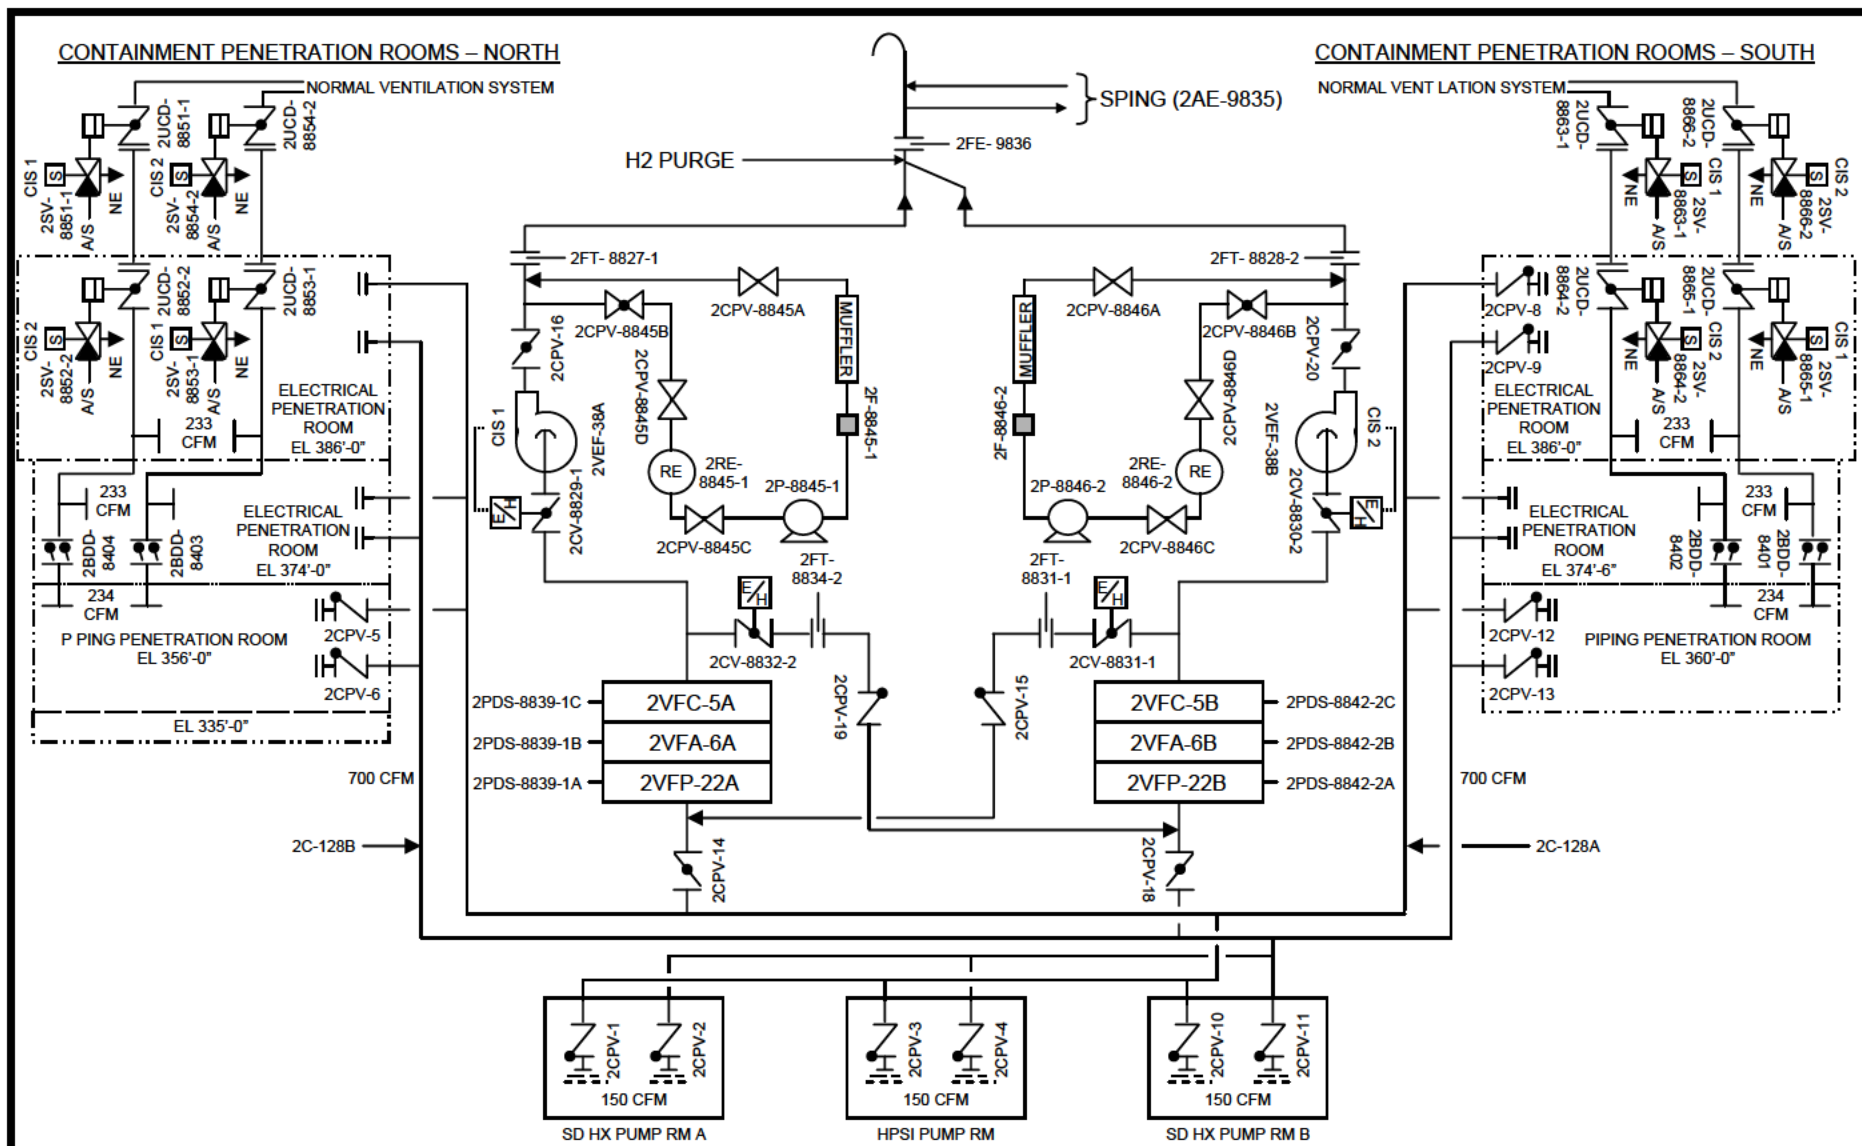 CONTAINMENT PENETRATION ROOMS – NORTH
CONTAINMENT PENETRATION ROOMS – SOUTH
NORMAL VENTILATION SYSTEM
NORMAL VENT LATION SYSTEM
SPING (2AE-9835)
2FE- 9836
H2 PURGE
CIS 1
S
2SV-
8851-1
A/S
NE
2UCD-
8851-1
CIS 2
S
2SV-
8854-2
A/S
NE
2UCD-
8854-2
2UCD-
8863-1
NE
S
CIS 1
2SV-
8863-1
A/S
2UCD-
8866-2
NE
S
CIS 2
2SV-
8866-2
A/S
CIS 2
S
2SV-
8852-2
A/S
NE
2UCD-
8852-2
CIS 1
S
2SV-
8853-1
A/S
NE
2UCD-
8853-1
ELECTRICAL
PENETRATION
ROOM
EL 386'-0"
233
CFM
2CPV-8
2CPV-9
2UCD-
8864-2
NE
S
CIS 2
2SV-
8864-2
A/S
2UCD-
8865-1
NE
S
CIS 1
2SV-
8865-1
A/S
ELECTRICAL
PENETRATION
ROOM
EL 386'-0"
233
CFM
2FT- 8827-1
2FT- 8828-2
2CPV-8845A
2CPV-8846A
2CPV-8845B
2CPV-8846B
MUFFLER
MUFFLER
2CPV-16
2CPV-20
2CPV-8845D
2CPV-8846D
CIS 1
2VEF-38A
2VEF-38B
CIS 2
2F-8845-1
2F-8846-2
RE
2RE-
8845-1
2RE-
8846-2
RE
2P-8845-1
2P-8846-2
2CPV-8845C
2CPV-8846C
E/H
2CV-8829-1
2CV-8830-2
E/H
233
CFM
2BDD-
8404
2BDD-
8403
ELECTRICAL
PENETRATION
ROOM
EL 374'-0"
ELECTRICAL
PENETRATION
ROOM
EL 374'-6"
233
CFM
2BDD-
8402
2BDD-
8401
2FT-
8834-2
2FT-
8831-1
E/H
E/H
2CV-8832-2
2CV-8831-1
234
CFM
P PING PENETRATION ROOM
EL 356'-0"
2CPV-5
2CPV-6
EL 335'-0"
2CPV-12
2CPV-13
234
CFM
PIPING PENETRATION ROOM
EL 360'-0"
2CPV-19
2CPV-15
2PDS-8839-1C
2VFC-5A
2VFC-5B
2PDS-8842-2C
2PDS-8839-1B
2VFA-6A
2VFA-6B
2PDS-8842-2B
2PDS-8839-1A
2VFP-22A
2VFP-22B
2PDS-8842-2A
700 CFM
700 CFM
2C-128B
2C-128A
2CPV-14
2CPV-18
2CPV-1
2CPV-2
2CPV-3
2CPV-4
2CPV-10
2CPV-11
150 CFM
150 CFM
150 CFM
SD HX PUMP RM A
HPSI PUMP RM
SD HX PUMP RM B